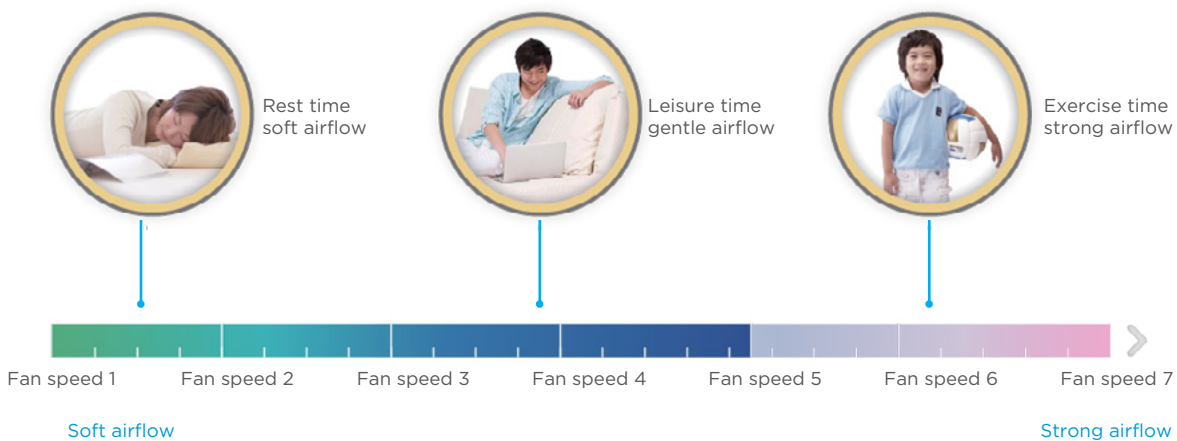 Rest time
soft airflow
Leisure time
gentle airflow
Exercise time
strong airflow
Fan speed 1
Fan speed 2
Fan speed 3
Fan speed 4
Fan speed 5
Fan speed 6
Fan speed 7
Soft airflow
Strong airflow